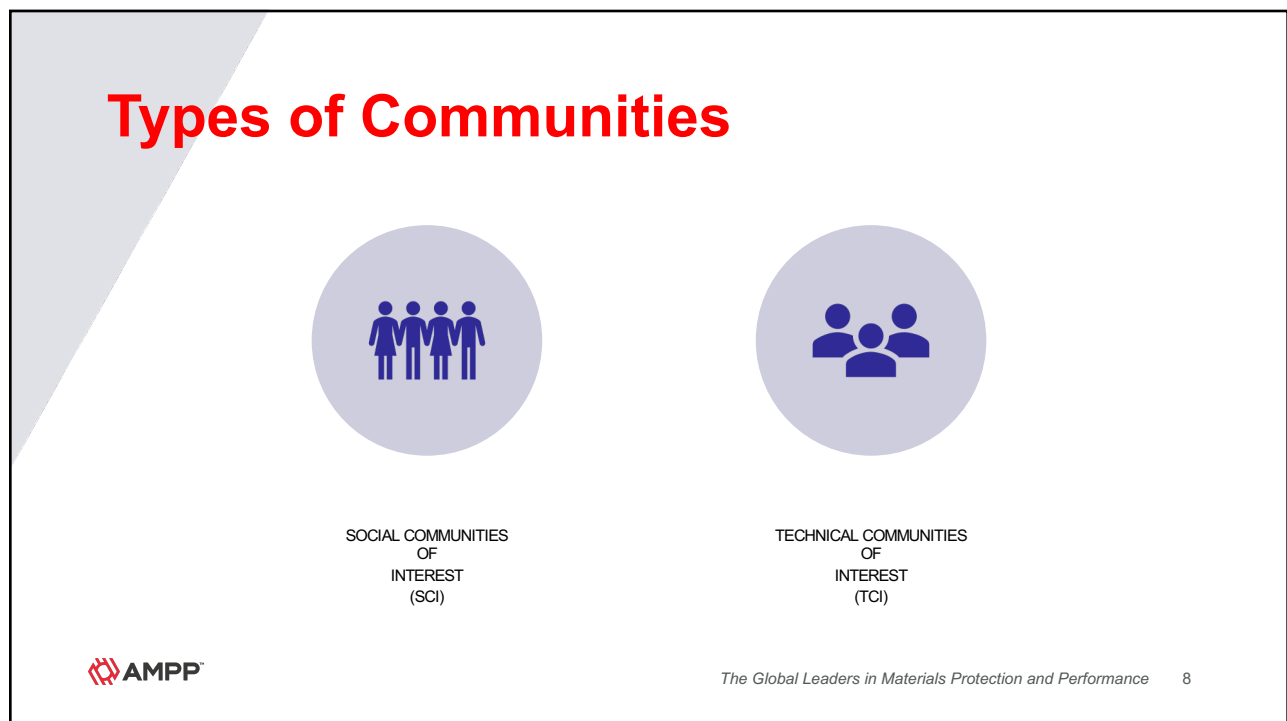 Types of Communities
SOCIAL COMMUNITIES
OF
INTEREST
(SCI)
TECHNICAL COMMUNITIES
OF
INTEREST
(TCI)
AMPP™
The Global Leaders in Materials Protection and Performance 8